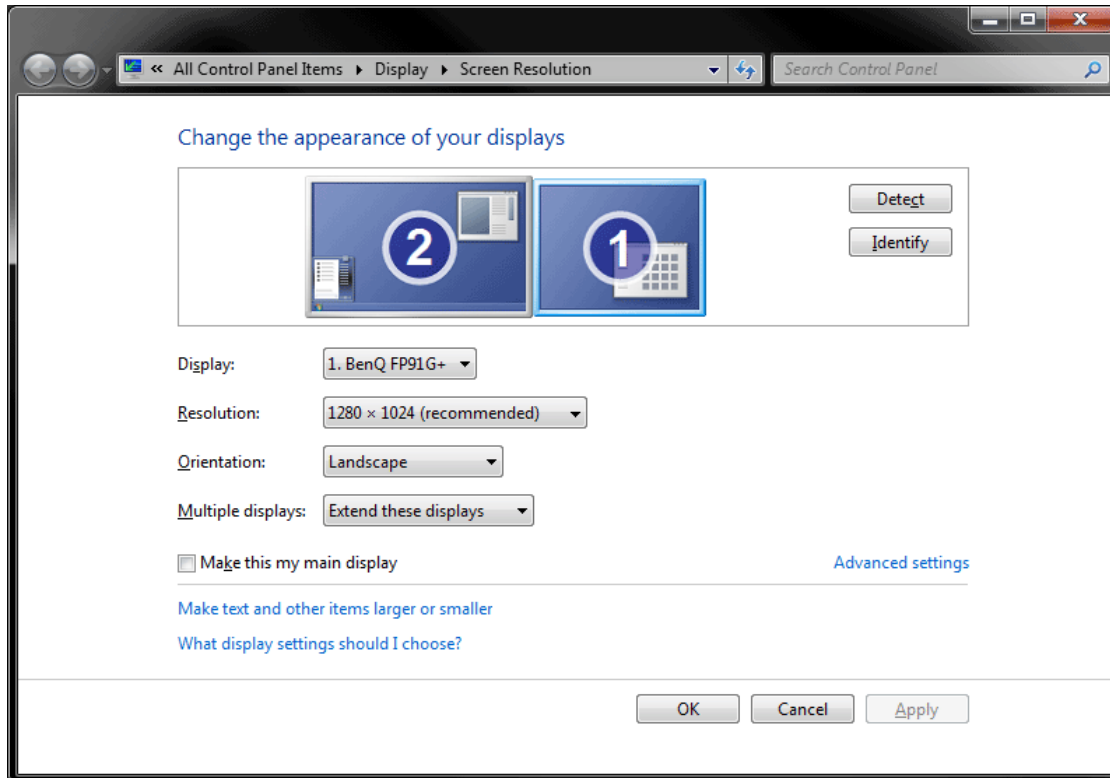 « All Control Panel Items ▸ Display ▸ Screen Resolution
Search Control Panel
Change the appearance of your displays
2
1
Detect
Identify
Display: 1. BenQ FP91G+
Resolution: 1280 × 1024 (recommended)
Orientation: Landscape
Multiple displays: Extend these displays
Make this my main display
Advanced settings
Make text and other items larger or smaller
What display settings should I choose?
OK Cancel Apply